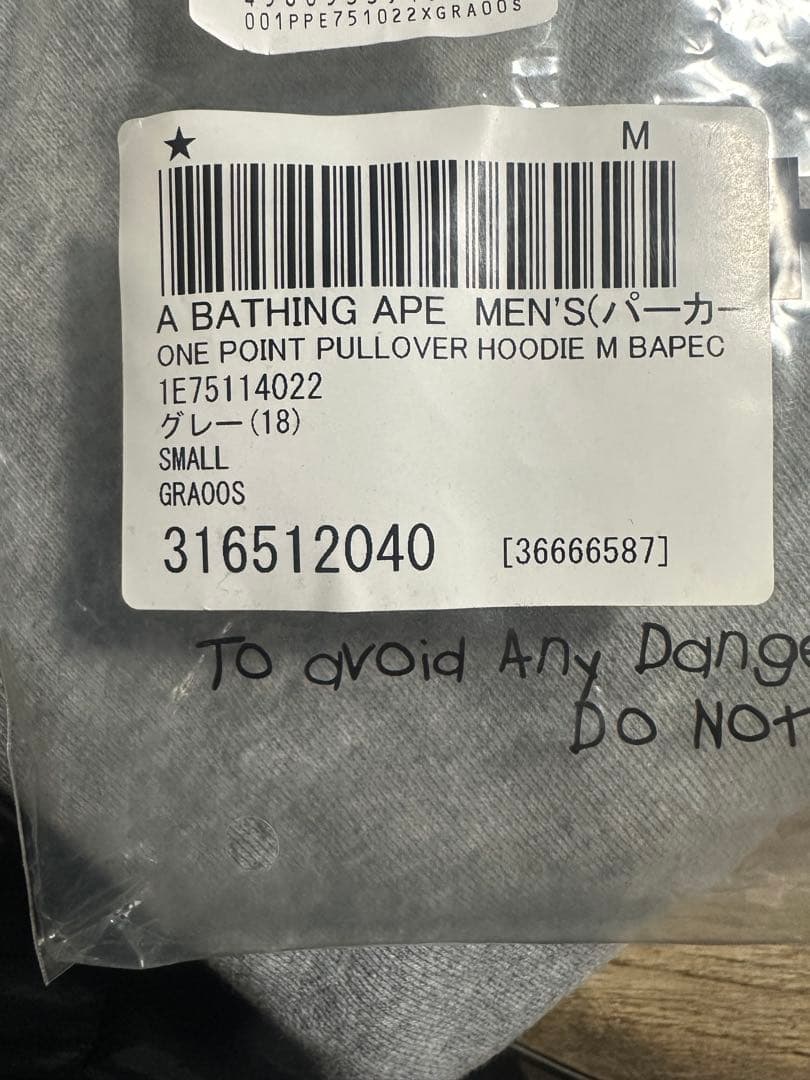 001PPE751022XGRA00S
★ M
A BATHING APE MEN'S(パーカー
ONE POINT PULLOVER HOODIE M BAPEC
1E75114022
グレー(18)
SMALL
GRA00S
316512040 [36666587]
To avoid Any Dange
DO NOT